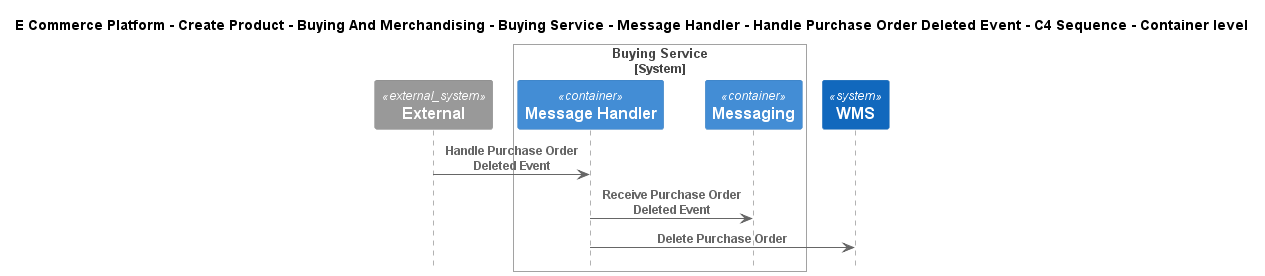 E Commerce Platform - Create Product - Buying And Merchandising - Buying Service - Message Handler - Handle Purchase Order Deleted Event - C4 Sequence - Container level
Buying Service
[System]
«external_system»
External
«container»
Message Handler
«container»
Messaging
«system»
WMS
Handle Purchase Order
Deleted Event
Receive Purchase Order
Deleted Event
Delete Purchase Order